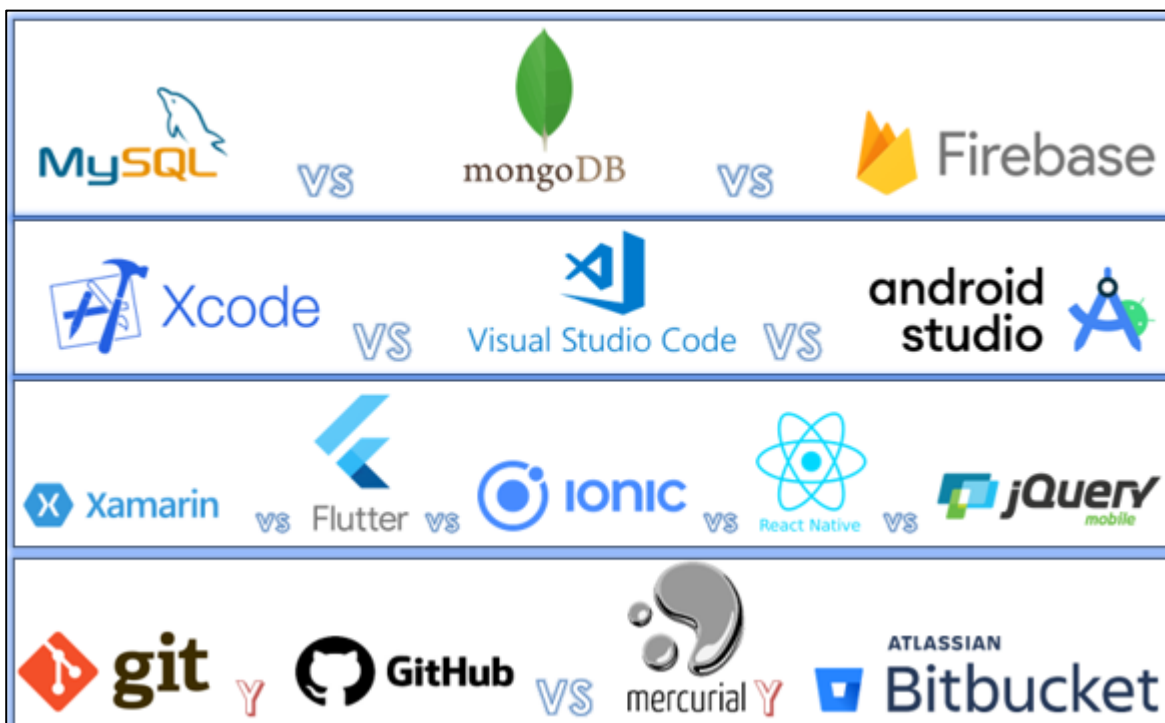 MySQL vs mongoDB vs Firebase
Xcode vs Visual Studio Code vs android studio
Xamarin vs Flutter vs IONIC vs React Native vs jQuery mobile
git Y GitHub vs mercurial Y ATLASSIAN Bitbucket